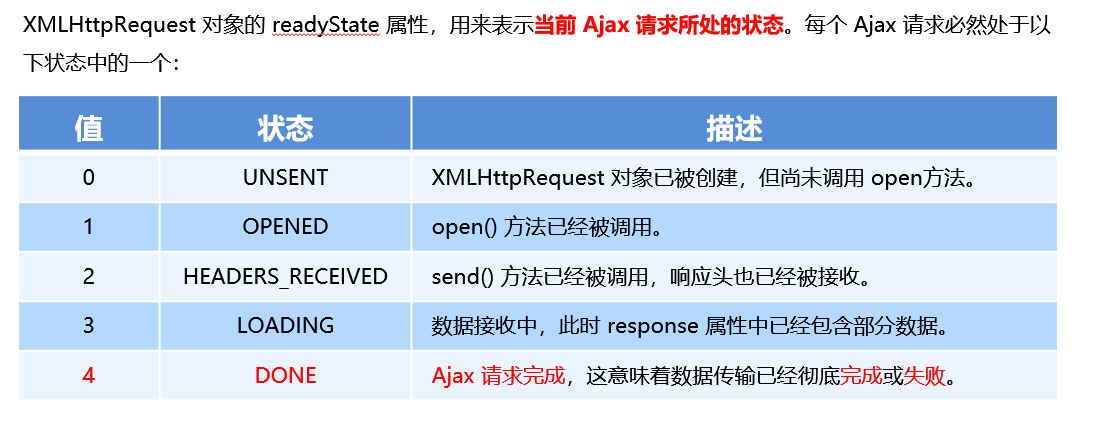 XMLHttpRequest 对象的 readyState 属性，用来表示当前 Ajax 请求所处的状态。每个 Ajax 请求必然处于以
下状态中的一个：
值 状态 描述
0 UNSENT XMLHttpRequest 对象已被创建，但尚未调用 open方法。
1 OPENED open() 方法已经被调用。
2 HEADERS_RECEIVED send() 方法已经被调用，响应头也已经被接收。
3 LOADING 数据接收中，此时 response 属性中已经包含部分数据。
4 DONE Ajax 请求完成，这意味着数据传输已经彻底完成或失败。